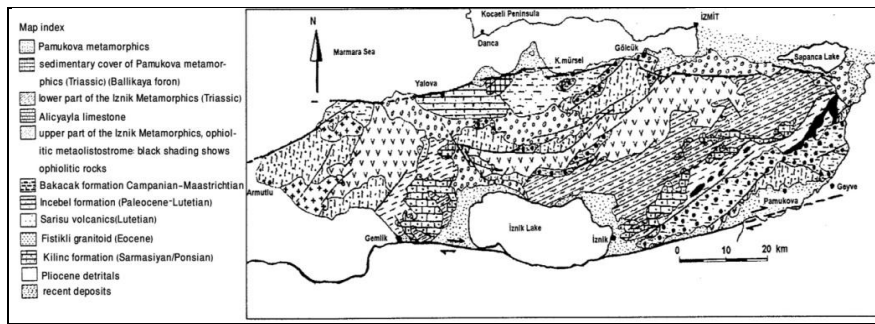 Map index
Pamukova metamorphics
sedimentary cover of Pamukova metamor-
phics (Triassic) (Ballikaya foron)
lower part of the Iznik Metamorphics (Triassic)
Alicyayla limestone
upper part of the Iznik Metamorphics, ophiol-
itic metaolistostrome: black shading shows
ophiolitic rocks
Bakacak formation Campanian-Maastrichtian
Incebel formation (Paleocene-Lutetian)
Sarisu volcanics(Lutetian)
Fistikli granitoid (Eocene)
Kilinc formation (Sarmasiyan/Ponsian)
Pliocene detritals
recent deposits
N
Marmara Sea
Kocaeli Peninsula
Darıca
İZMİT
Gölcük
K.mürsel
Sapanca Lake
Yalova
Armutlu
Gemlik
İznik Lake
İznik
Pamukova
Geyve
0 10 20 km